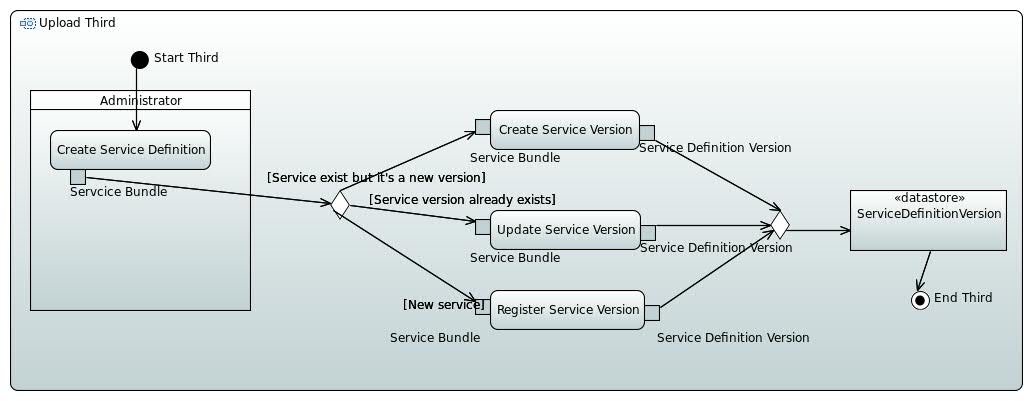 Upload Third
Start Third
Administrator
Create Service Definition
Servcice Bundle
[Service exist but it's a new version]
[Service version already exists]
[New service]
Create Service Version
Service Bundle
Service Definition Version
Update Service Version
Service Bundle
Service Definition Version
Register Service Version
Service Bundle
Service Definition Version
«datastore»
ServiceDefinitionVersion
End Third